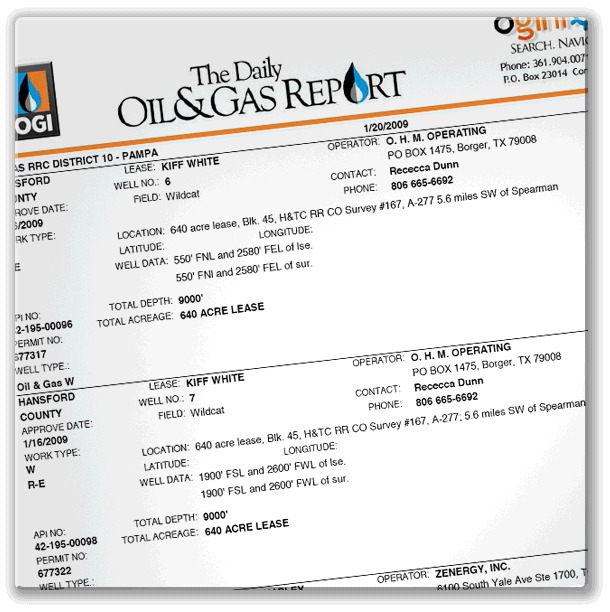 oginfo
SEARCH. NAVIG
Phone: 361.904.007
P.O. Box 23014 Cor
OGI
The Daily
OIL & GAS REPORT
AS RRC DISTRICT 10 - PAMPA
1/20/2009
NSFORD
NTY
LEASE: KIFF WHITE
OPERATOR: O. H. M. OPERATING
WELL NO.: 6
PO BOX 1475, Borger, TX 79008
FIELD: Wildcat
CONTACT: Rececca Dunn
PHONE: 806 665-6692
ROVE DATE:
6/2009
RK TYPE:
E
LOCATION: 640 acre lease, Blk. 45, H&TC RR CO Survey #167, A-277 5.6 miles SW of Spearman
LATITUDE: LONGITUDE:
WELL DATA: 550' FNL and 2580' FEL of lse.
550' FNl and 2580' FEL of sur.
PI NO:
2-195-00096
TOTAL DEPTH: 9000'
PERMIT NO:
677317
TOTAL ACREAGE: 640 ACRE LEASE
WELL TYPE.:
Oil & Gas W
HANSFORD
COUNTY
LEASE: KIFF WHITE
OPERATOR: O. H. M. OPERATING
WELL NO.: 7
PO BOX 1475, Borger, TX 79008
FIELD: Wildcat
CONTACT: Rececca Dunn
PHONE: 806 665-6692
APPROVE DATE:
1/16/2009
WORK TYPE:
W
R-E
LOCATION: 640 acre lease, Blk. 45, H&TC RR CO Survey #167, A-277; 5.6 miles SW of Spearman
LATITUDE: LONGITUDE:
WELL DATA: 1900' FSL and 2600' FWL of lse.
1900' FSL and 2600' FWL of sur.
API NO:
42-195-00098
TOTAL DEPTH: 9000'
PERMIT NO:
677322
TOTAL ACREAGE: 640 ACRE LEASE
WELL TYPE.:
OPERATOR: ZENERGY, INC.
6100 South Yale Ave Ste 1700, T